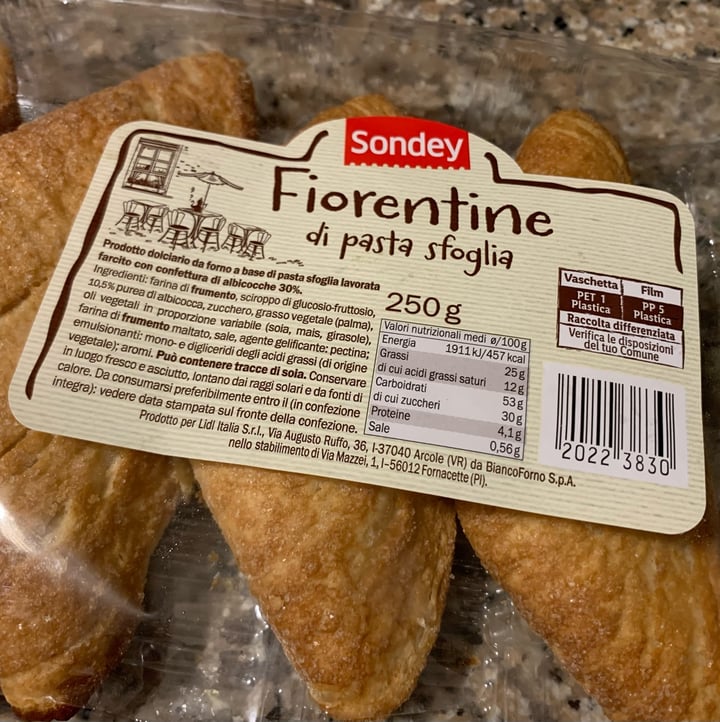 Sondey
Fiorentine
di pasta sfoglia
Prodotto dolciario da forno a base di pasta sfoglia lavorata
farcito con confettura di albicocche 30%.
Ingredienti: farina di frumento, sciroppo di glucosio-fruttosio,
10,5% purea di albicocca, zucchero, grasso vegetale (palma),
oli vegetali in proporzione variabile (soia, mais, girasole),
farina di frumento maltato, sale, agente gelificante: pectina;
emulsionanti: mono- e digliceridi degli acidi grassi (di origine
vegetale); aromi. Può contenere tracce di soia. Conservare
in luogo fresco e asciutto, lontano dai raggi solari e da fonti di
calore. Da consumarsi preferibilmente entro il (in confezione
integra): vedere data stampata sul fronte della confezione.
Prodotto per Lidl Italia S.r.l., Via Augusto Ruffo, 36, I-37040 Arcole (VR) da BiancoForno S.p.A.
nello stabilimento di Via Mazzei, 1, I-56012 Fornacette (PI).
250 g
Valori nutrizionali medi ø/100g
Energia 1911 kJ/457 kcal
Grassi 25 g
di cui acidi grassi saturi 12 g
Carboidrati 53 g
di cui zuccheri 30 g
Proteine 4,1 g
Sale 0,56 g
Vaschetta Film
PET 1 PP 5
Plastica Plastica
Raccolta differenziata
Verifica le disposizioni
del tuo Comune
2022 3830